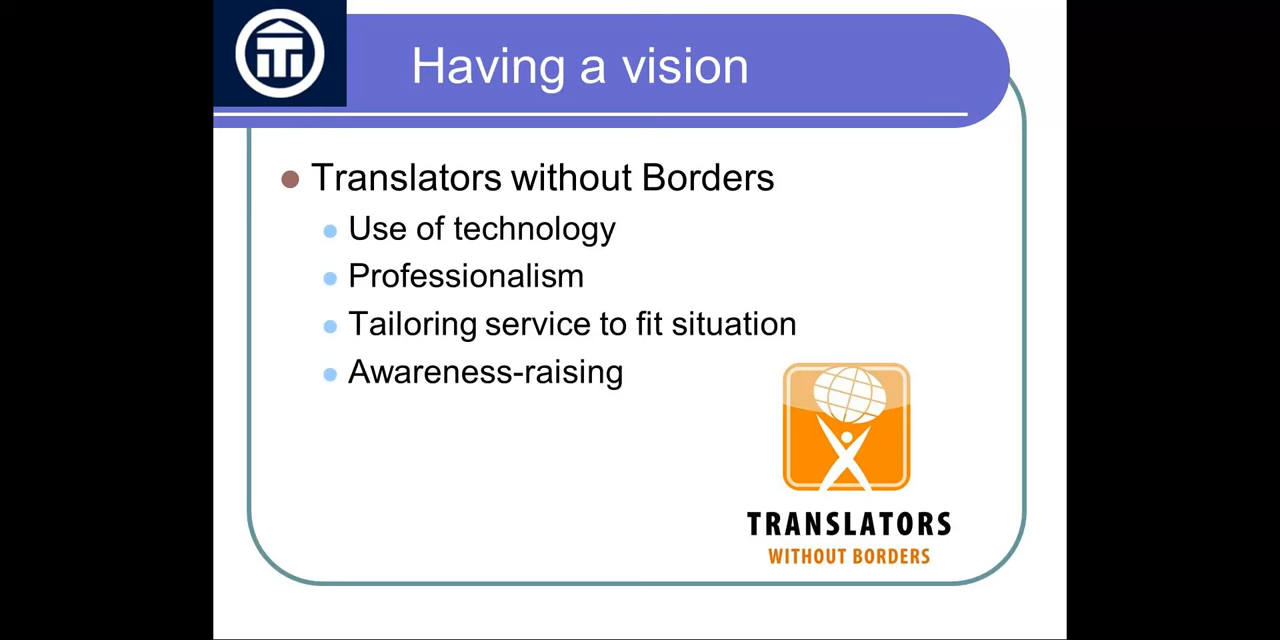 Having a vision
Translators without Borders
Use of technology
Professionalism
Tailoring service to fit situation
Awareness-raising
TRANSLATORS
WITHOUT BORDERS